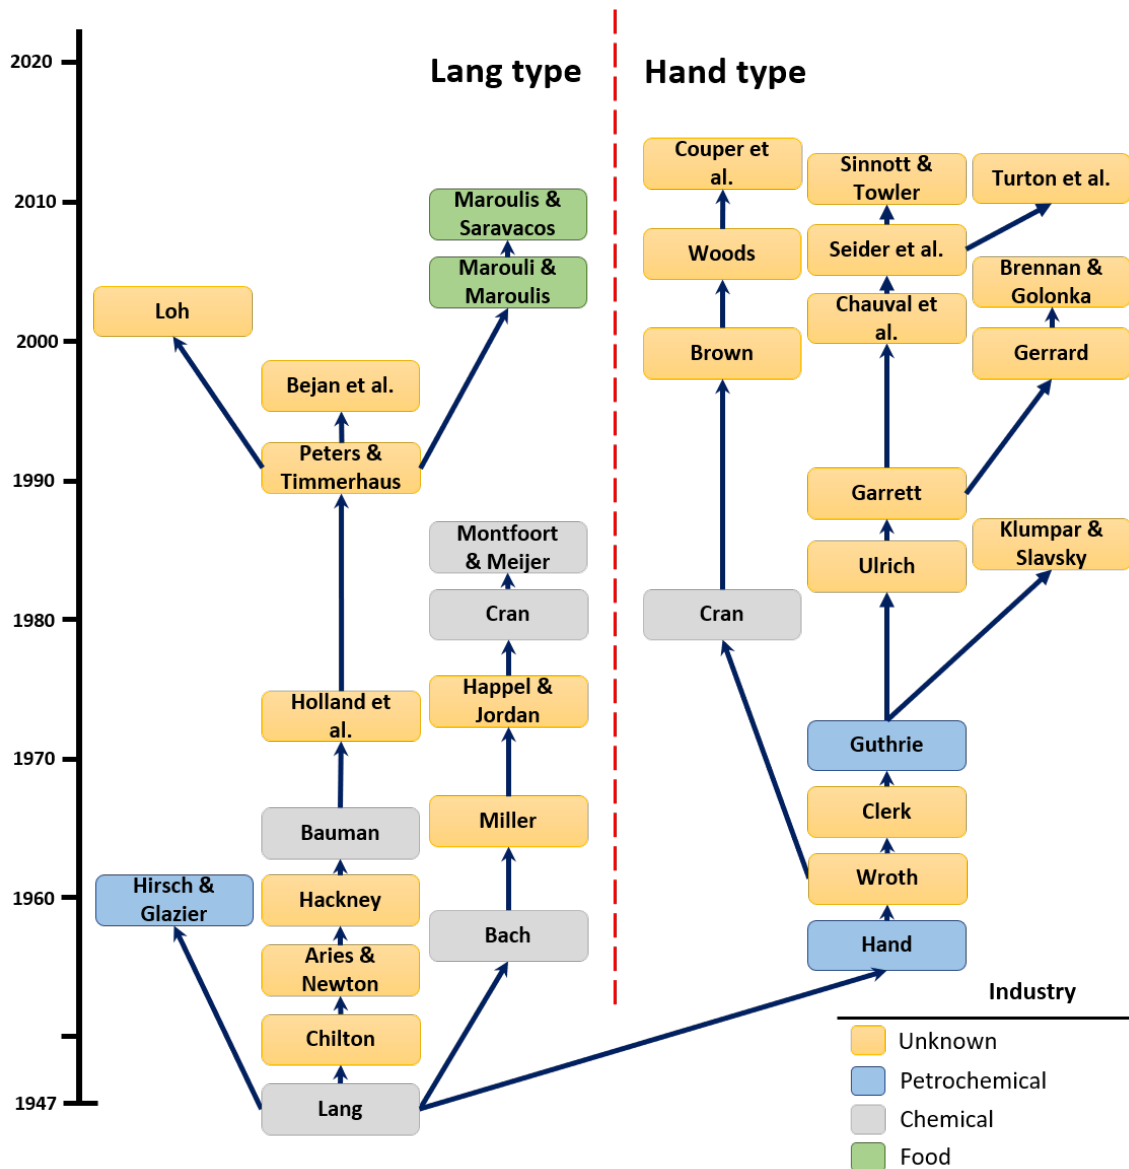 2020
Lang type
Hand type
Couper et
al.
Sinnott &
Towler
Turton et al.
2010
Maroulis &
Saravacos
Woods
Seider et al.
Marouli &
Maroulis
Brennan &
Golonka
Loh
Chauval et
al.
2000
Brown
Gerrard
Bejan et al.
Peters &
Timmerhaus
1990
Garrett
Montfoort
& Meijer
Klumpar &
Slavsky
Ulrich
1980
Cran
Cran
Happel &
Jordan
Holland et
al.
Guthrie
1970
Clerk
Miller
Bauman
Wroth
Hirsch &
Glazier
Hackney
1960
Bach
Hand
Aries &
Newton
Chilton
Lang
1947
Industry
Unknown
Petrochemical
Chemical
Food